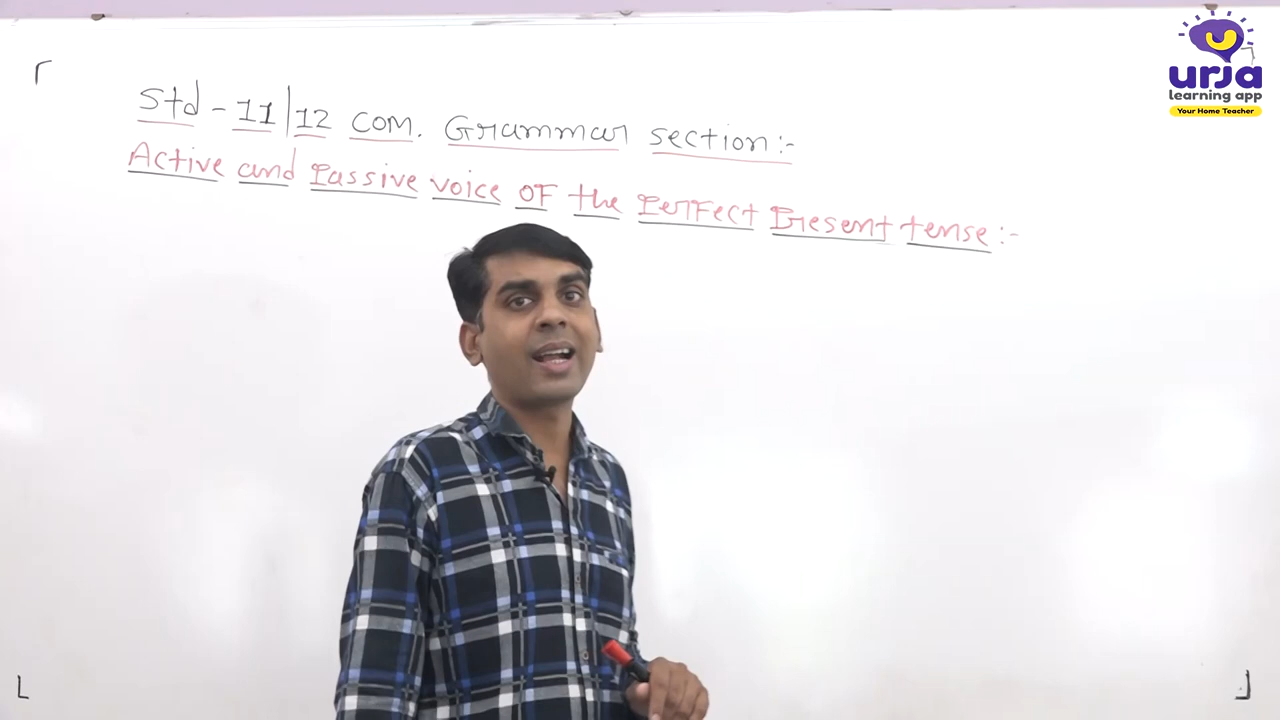 Std - 11|12 com. Grammar section:-
Active and Passive voice of the Perfect Present tense:-
urja
learning app
Your Home Teacher